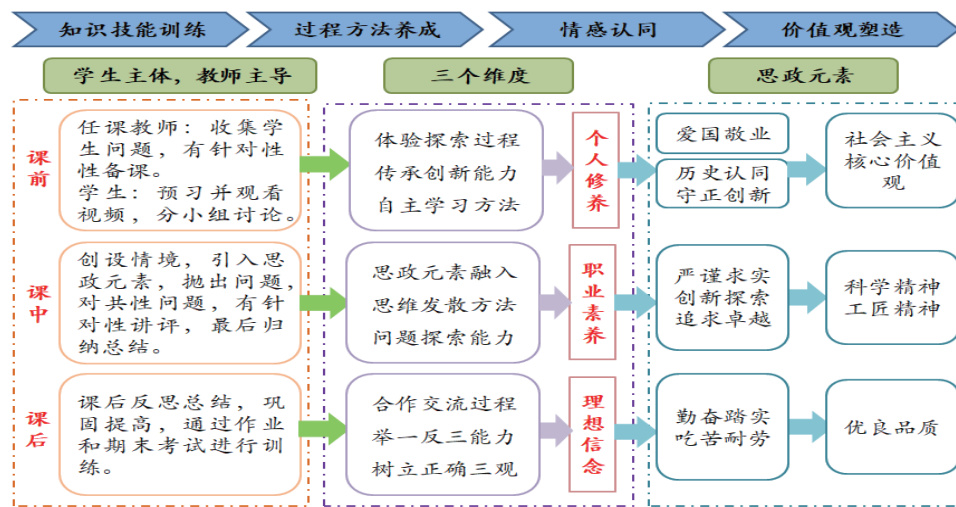 知识技能训练
过程方法养成
情感认同
价值观塑造
学生主体，教师主导
三个维度
思政元素
课前
任课教师：收集学
生问题，有针对性
性备课。
学生：预习并观看
视频，分小组讨论。
体验探索过程
传承创新能力
自主学习方法
个人修养
爱国敬业
历史认同
守正创新
社会主义
核心价值
观
课中
创设情境，引入思
政元素，抛出问题，
对共性问题，有针
对性讲评，最后归
纳总结。
思政元素融入
思维发散方法
问题探索能力
职业素养
严谨求实
创新探索
追求卓越
科学精神
工匠精神
课后
课后反思总结，巩
固提高，通过作业
和期末考试进行训
练。
合作交流过程
举一反三能力
树立正确三观
理想信念
勤奋踏实
吃苦耐劳
优良品质